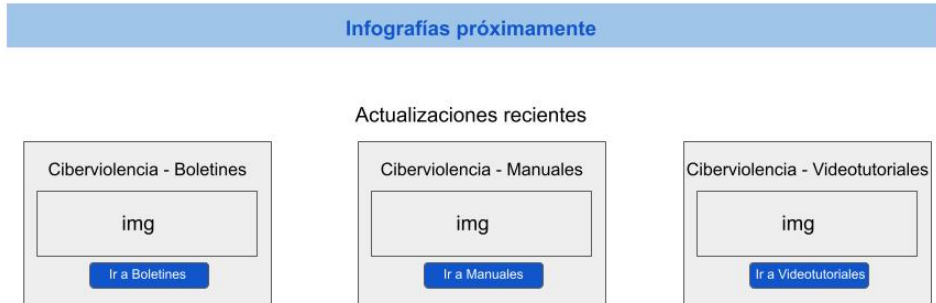 Infografías próximamente
Actualizaciones recientes
Ciberviolencia - Boletines
img
Ir a Boletines
Ciberviolencia - Manuales
img
Ir a Manuales
Ciberviolencia - Videotutoriales
img
Ir a Videotutoriales